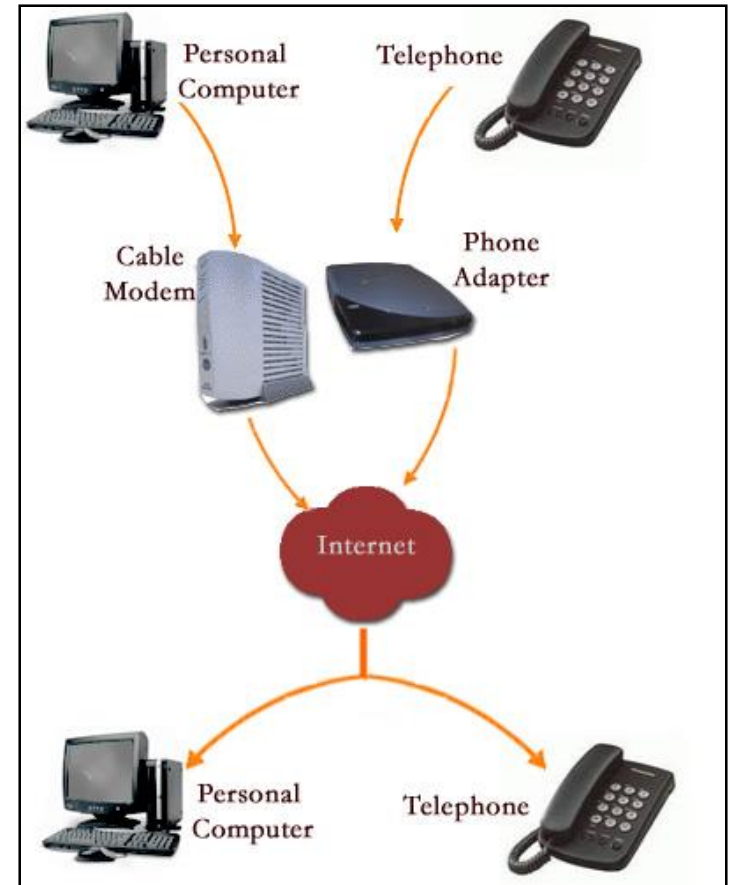 Personal
Computer
Telephone
Cable
Modem
Phone
Adapter
Internet
Personal
Computer
Telephone